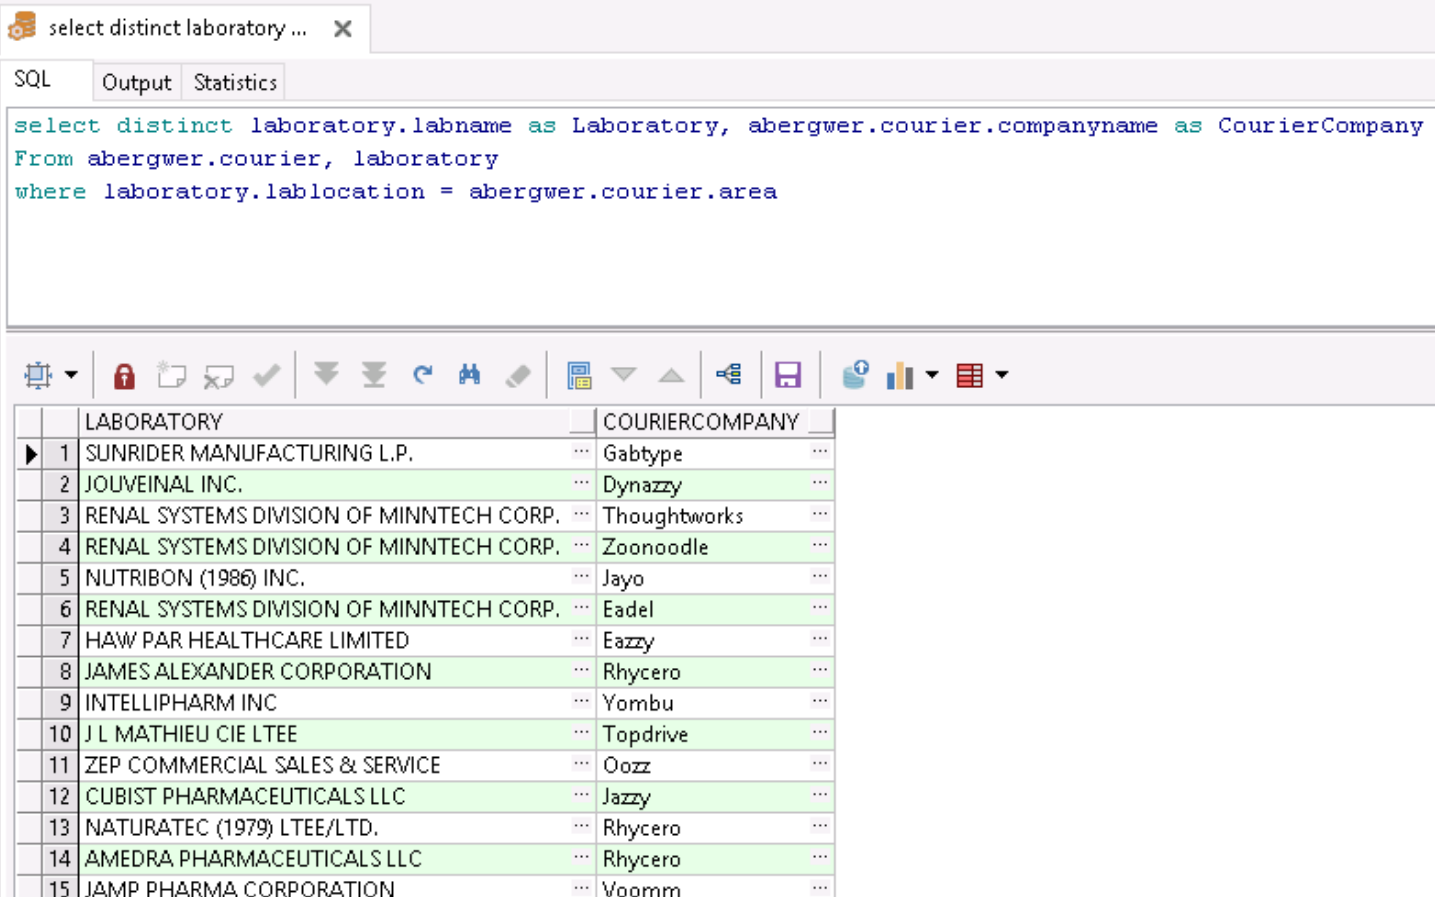 select distinct laboratory ...
SQL
Output
Statistics
select distinct laboratory.labname as Laboratory, abergwer.courier.companyname as CourierCompany
From abergwer.courier, laboratory
where laboratory.lablocation = abergwer.courier.area
LABORATORY ... COURIERCOMPANY
1 SUNRIDER MANUFACTURING L.P. ... Gabtype ...
2 JOUVEINAL INC. ... Dynazzy ...
3 RENAL SYSTEMS DIVISION OF MINNTECH CORP. ... Thoughtworks ...
4 RENAL SYSTEMS DIVISION OF MINNTECH CORP. ... Zoonoodle ...
5 NUTRIBON (1986) INC. ... Jayo ...
6 RENAL SYSTEMS DIVISION OF MINNTECH CORP. ... Eadel ...
7 HAW PAR HEALTHCARE LIMITED ... Eazzy ...
8 JAMES ALEXANDER CORPORATION ... Rhycero ...
9 INTELLIPHARM INC ... Yombu ...
10 J L MATHIEU CIE LTEE ... Topdrive ...
11 ZEP COMMERCIAL SALES & SERVICE ... Oozz ...
12 CUBIST PHARMACEUTICALS LLC ... Jazzy ...
13 NATURATEC (1979) LTEE/LTD. ... Rhycero ...
14 AMEDRA PHARMACEUTICALS LLC ... Rhycero ...
15 JAMP PHARMA CORPORATION ... Voomm ...